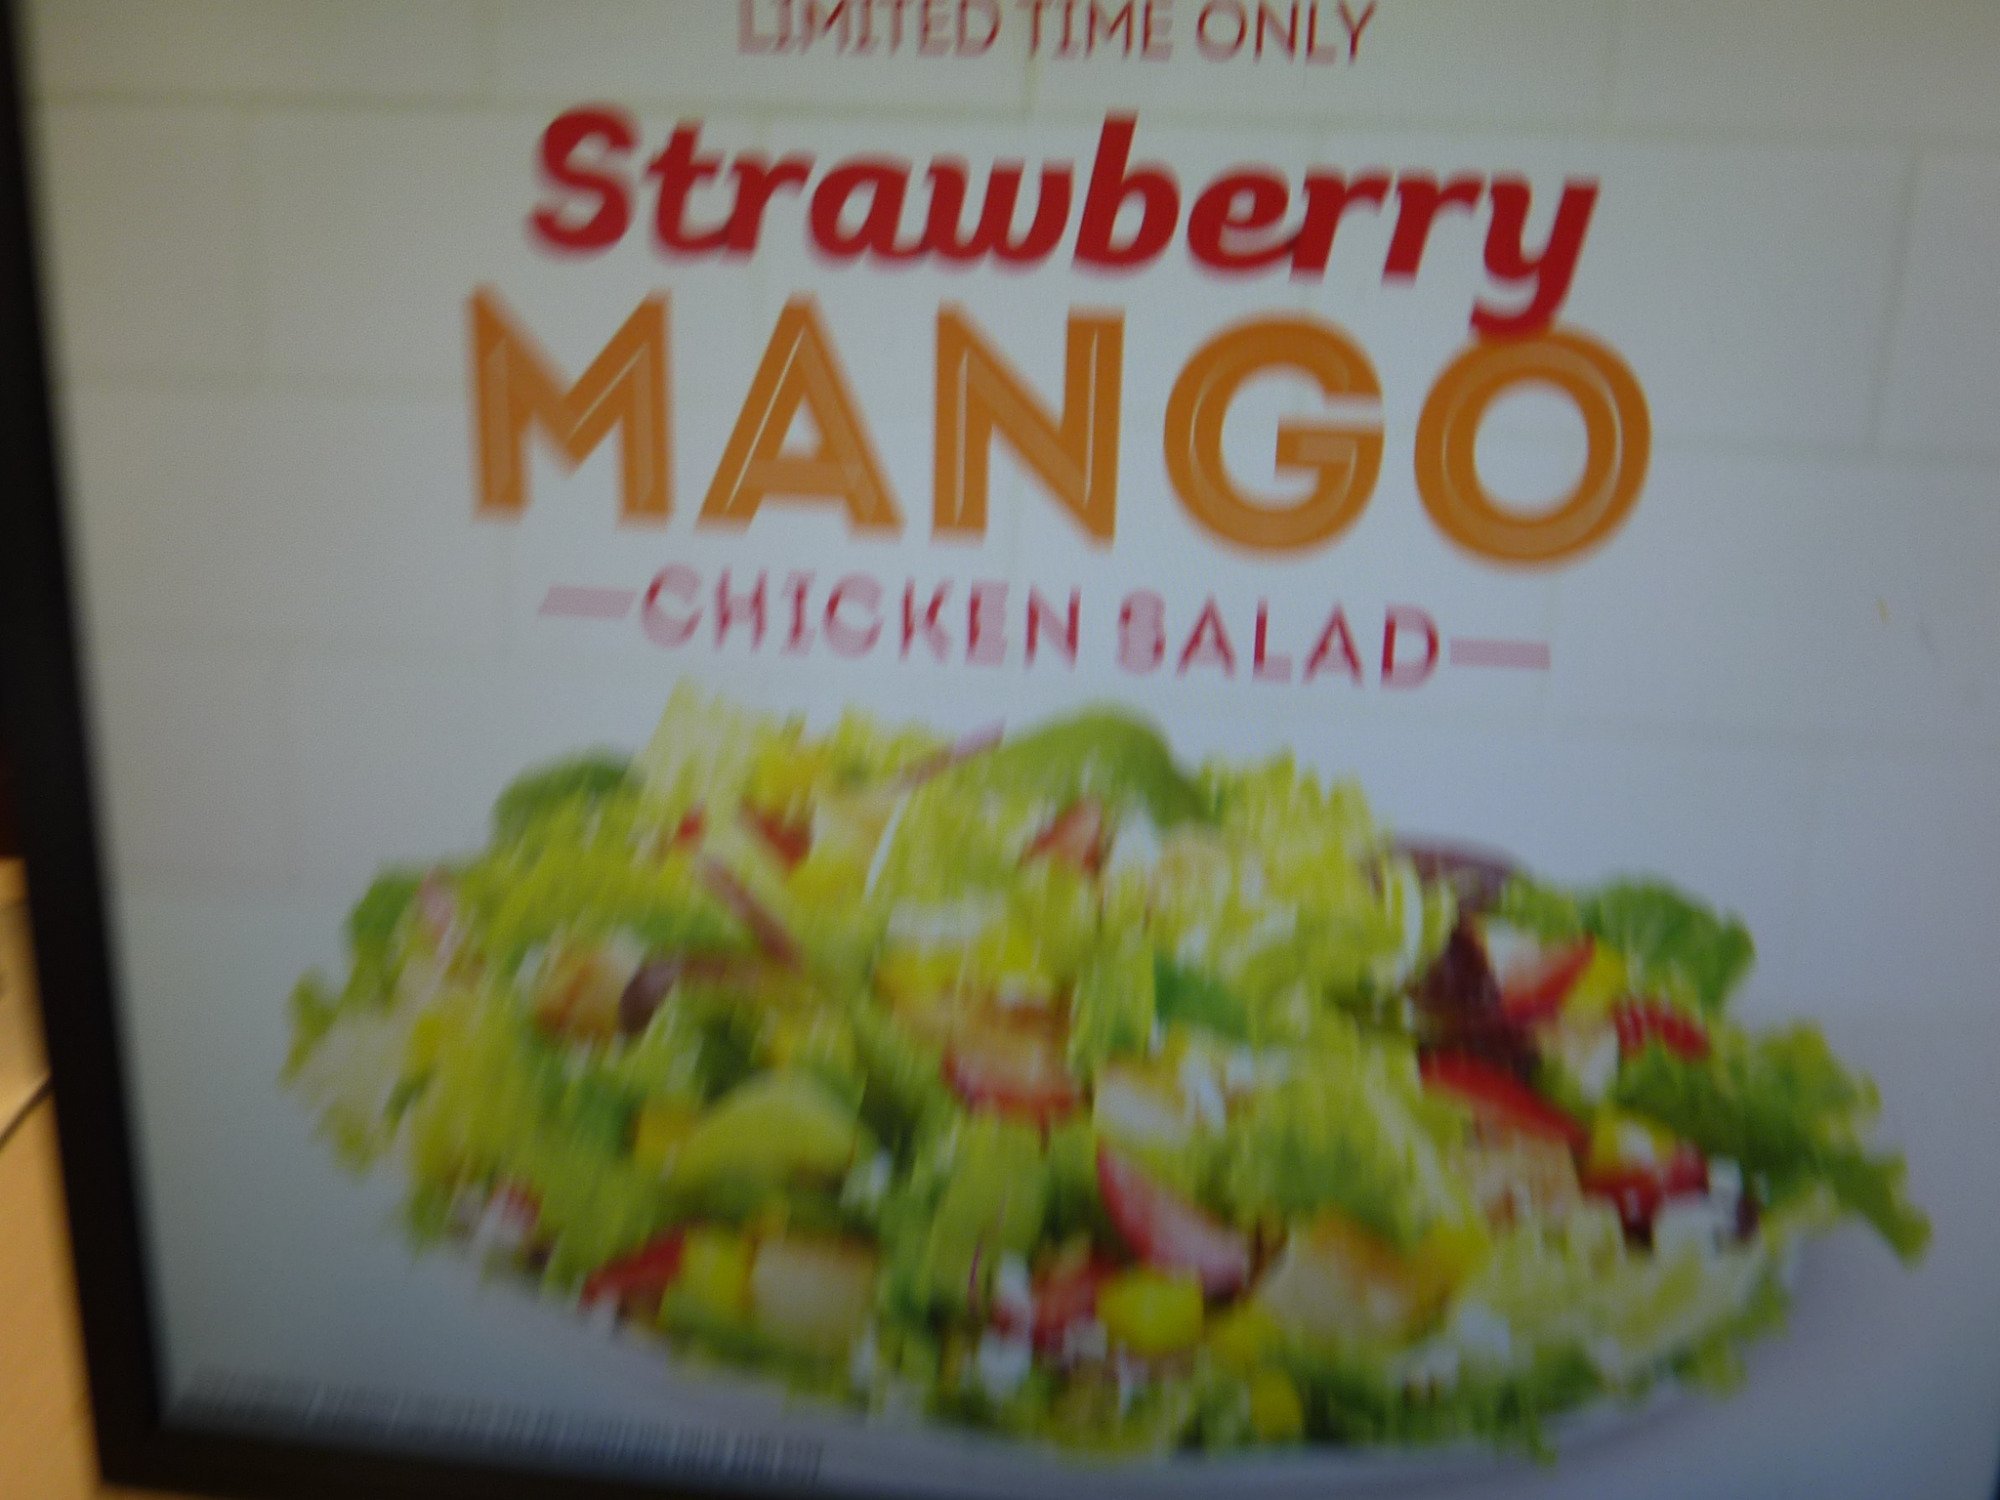 LIMITED TIME ONLY
Strawberry
MANGO
CHICKEN SALAD